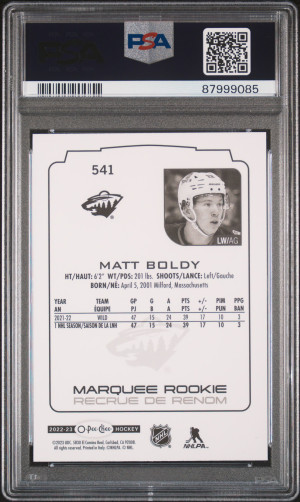 PSA
87999085
541
LW/AG
MATT BOLDY
HT/HAUT: 6'2" WT/PDS: 201 lbs. SHOOTS/LANCE: Left/Gauche
BORN/NÉ: April 5, 2001 Milford, Massachusetts
YEAR TEAM GP G A PTS +/- PIM PPG
AN ÉQUIPE PJ B A PTS +/- PUN BAN
2021-22 WILD 47 15 24 39 17 10 3
1 NHL SEASON/SAISON DE LA LNH 47 15 24 39 17 10 3
MARQUEE ROOKIE
RECRUE DE RENOM
2022-23 O-Pee-Chee HOCKEY
NHL
NHLPA